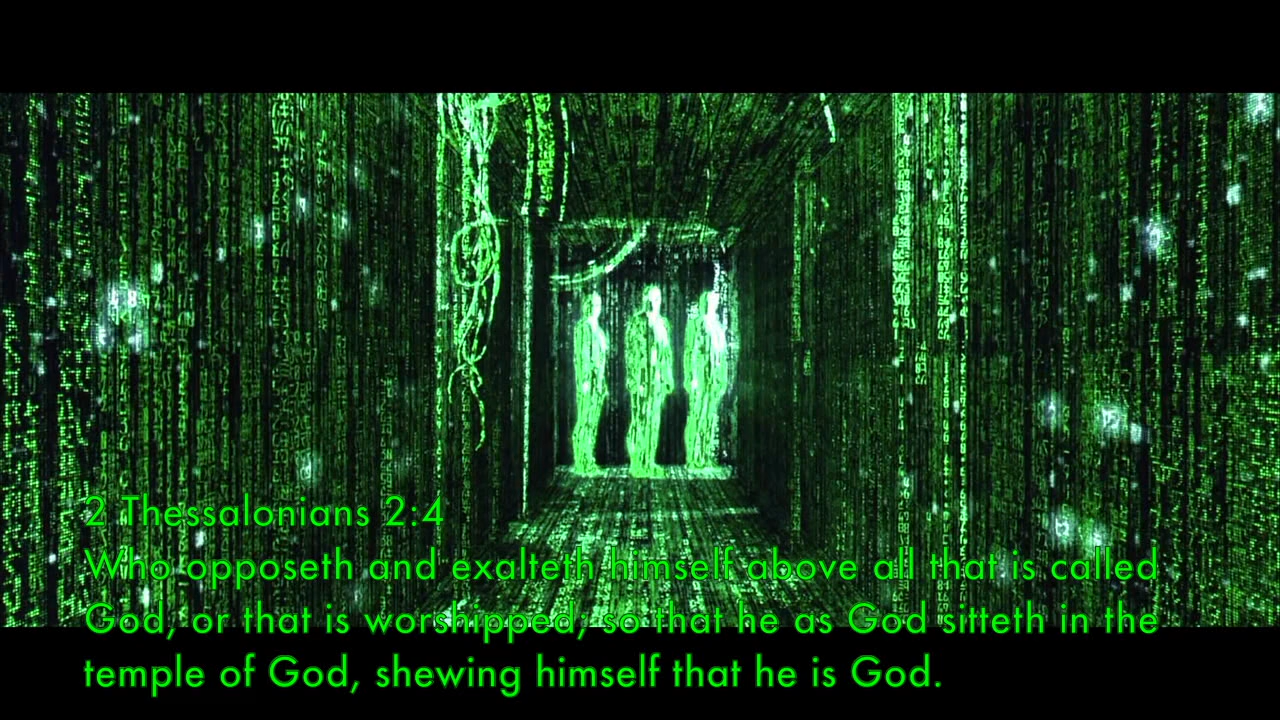 2 Thessalonians 2:4
Who opposeth and exalteth himself above all that is called
God, or that is worshipped; so that he as God sitteth in the
temple of God, shewing himself that he is God.